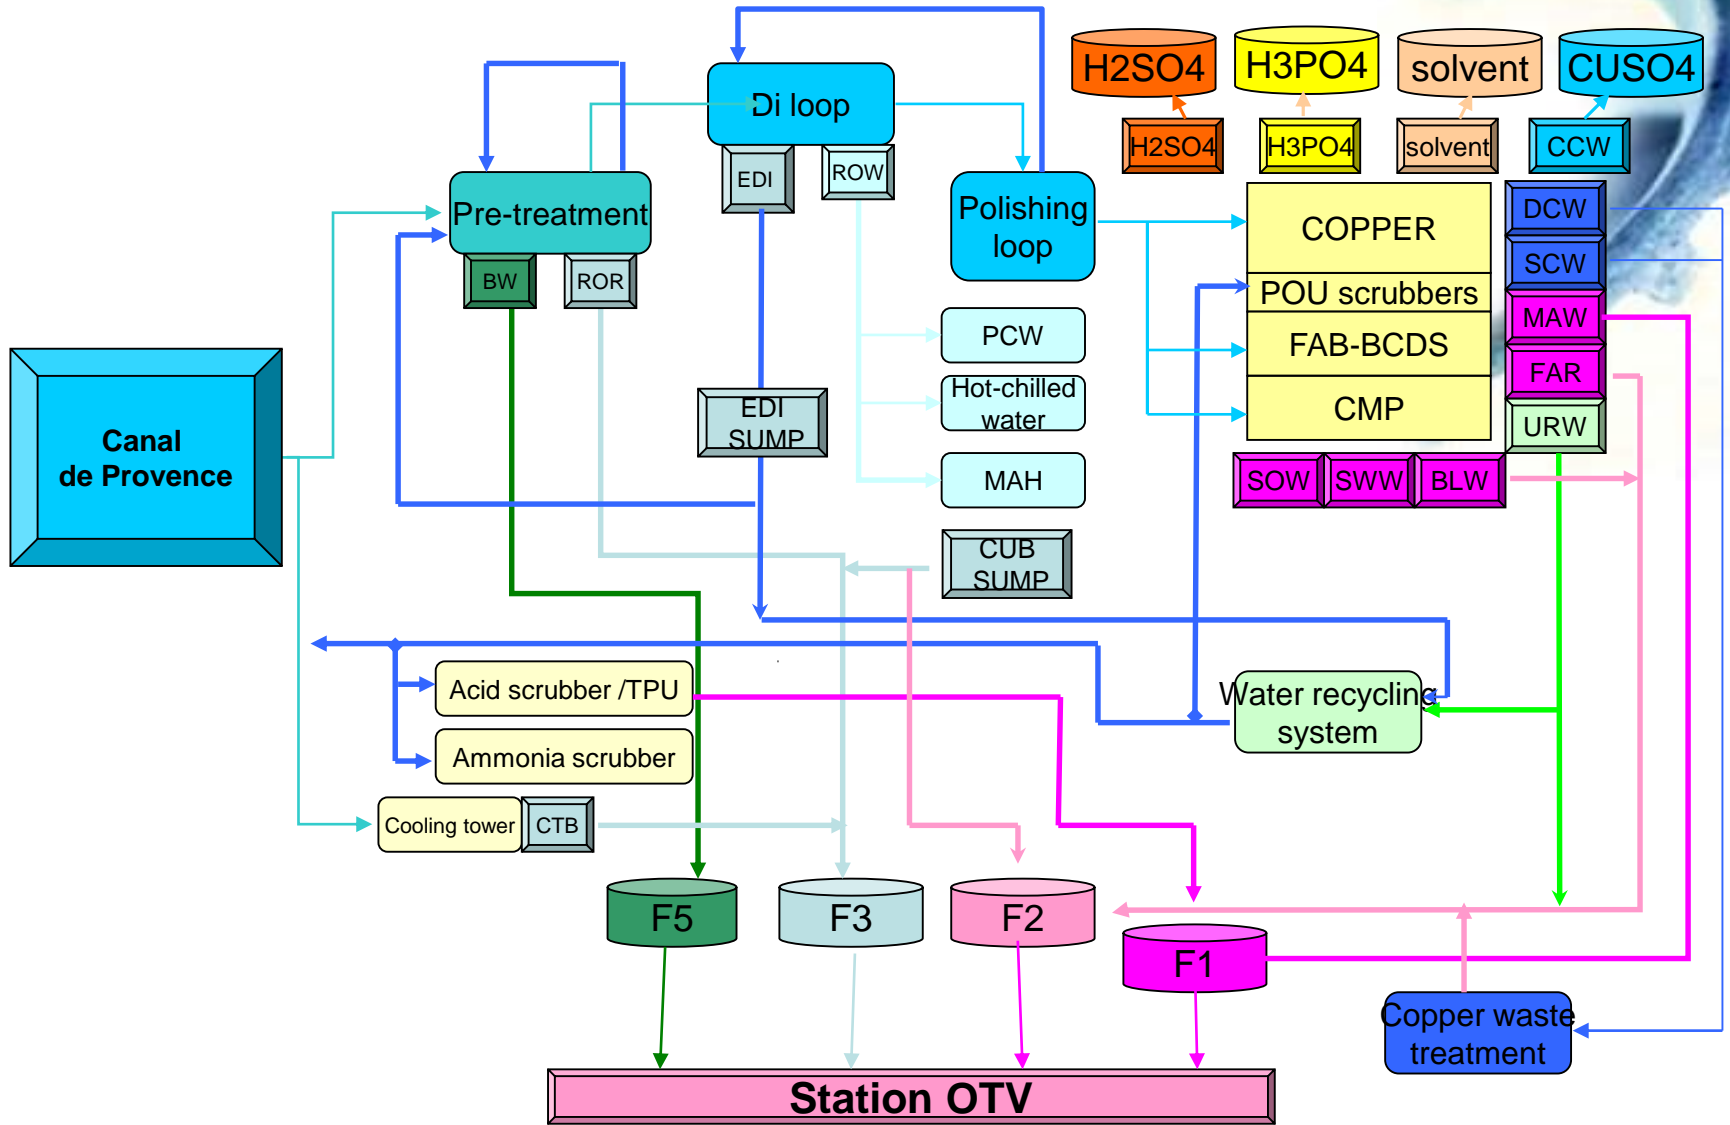 H2SO4
H3PO4
solvent
CUSO4
Di loop
H2SO4
H3PO4
solvent
CCW
EDI
ROW
Pre-treatment
Polishing
loop
COPPER
DCW
SCW
BW
ROR
POU scrubbers
MAW
PCW
FAB-BCDS
FAR
Hot-chilled
water
CMP
URW
EDI
SUMP
Canal
de Provence
MAH
SOW
SWW
BLW
CUB
SUMP
Acid scrubber /TPU
Water recycling
system
Ammonia scrubber
Cooling tower
CTB
F5
F3
F2
F1
Copper waste
treatment
Station OTV